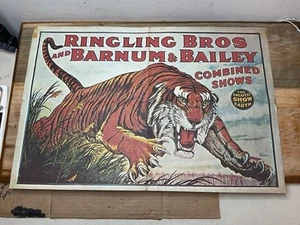 RINGLING BROS
AND BARNUM & BAILEY
COMBINED
SHOWS
THE
GREATEST
SHOW
ON
EARTH